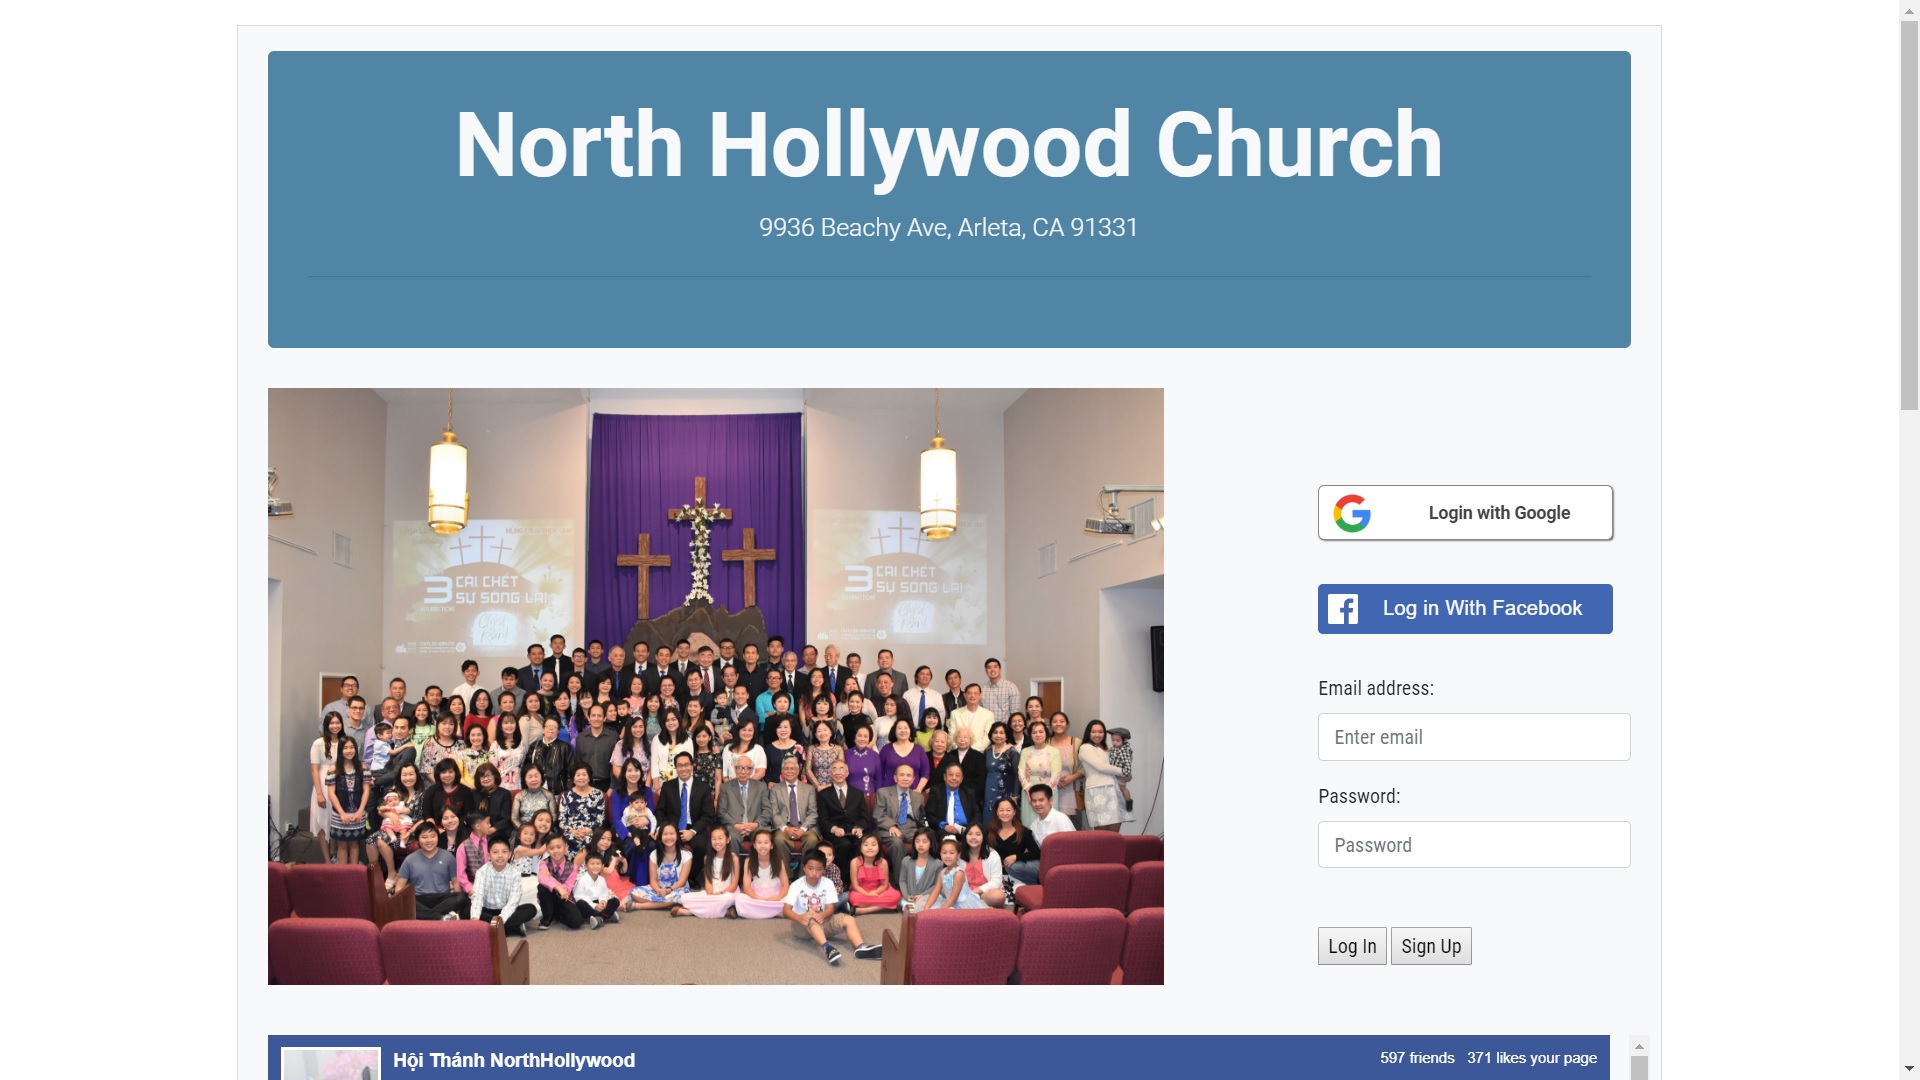 North Hollywood Church
9936 Beachy Ave, Arleta, CA 91331
3 CÁI CHẾT
SỰ SỐNG LẠI
3 CÁI CHẾT
SỰ SỐNG LẠI
Login with Google
Log in With Facebook
Email address:
Enter email
Password:
Password
Log In
Sign Up
Hội Thánh NorthHollywood
597 friends 371 likes your page